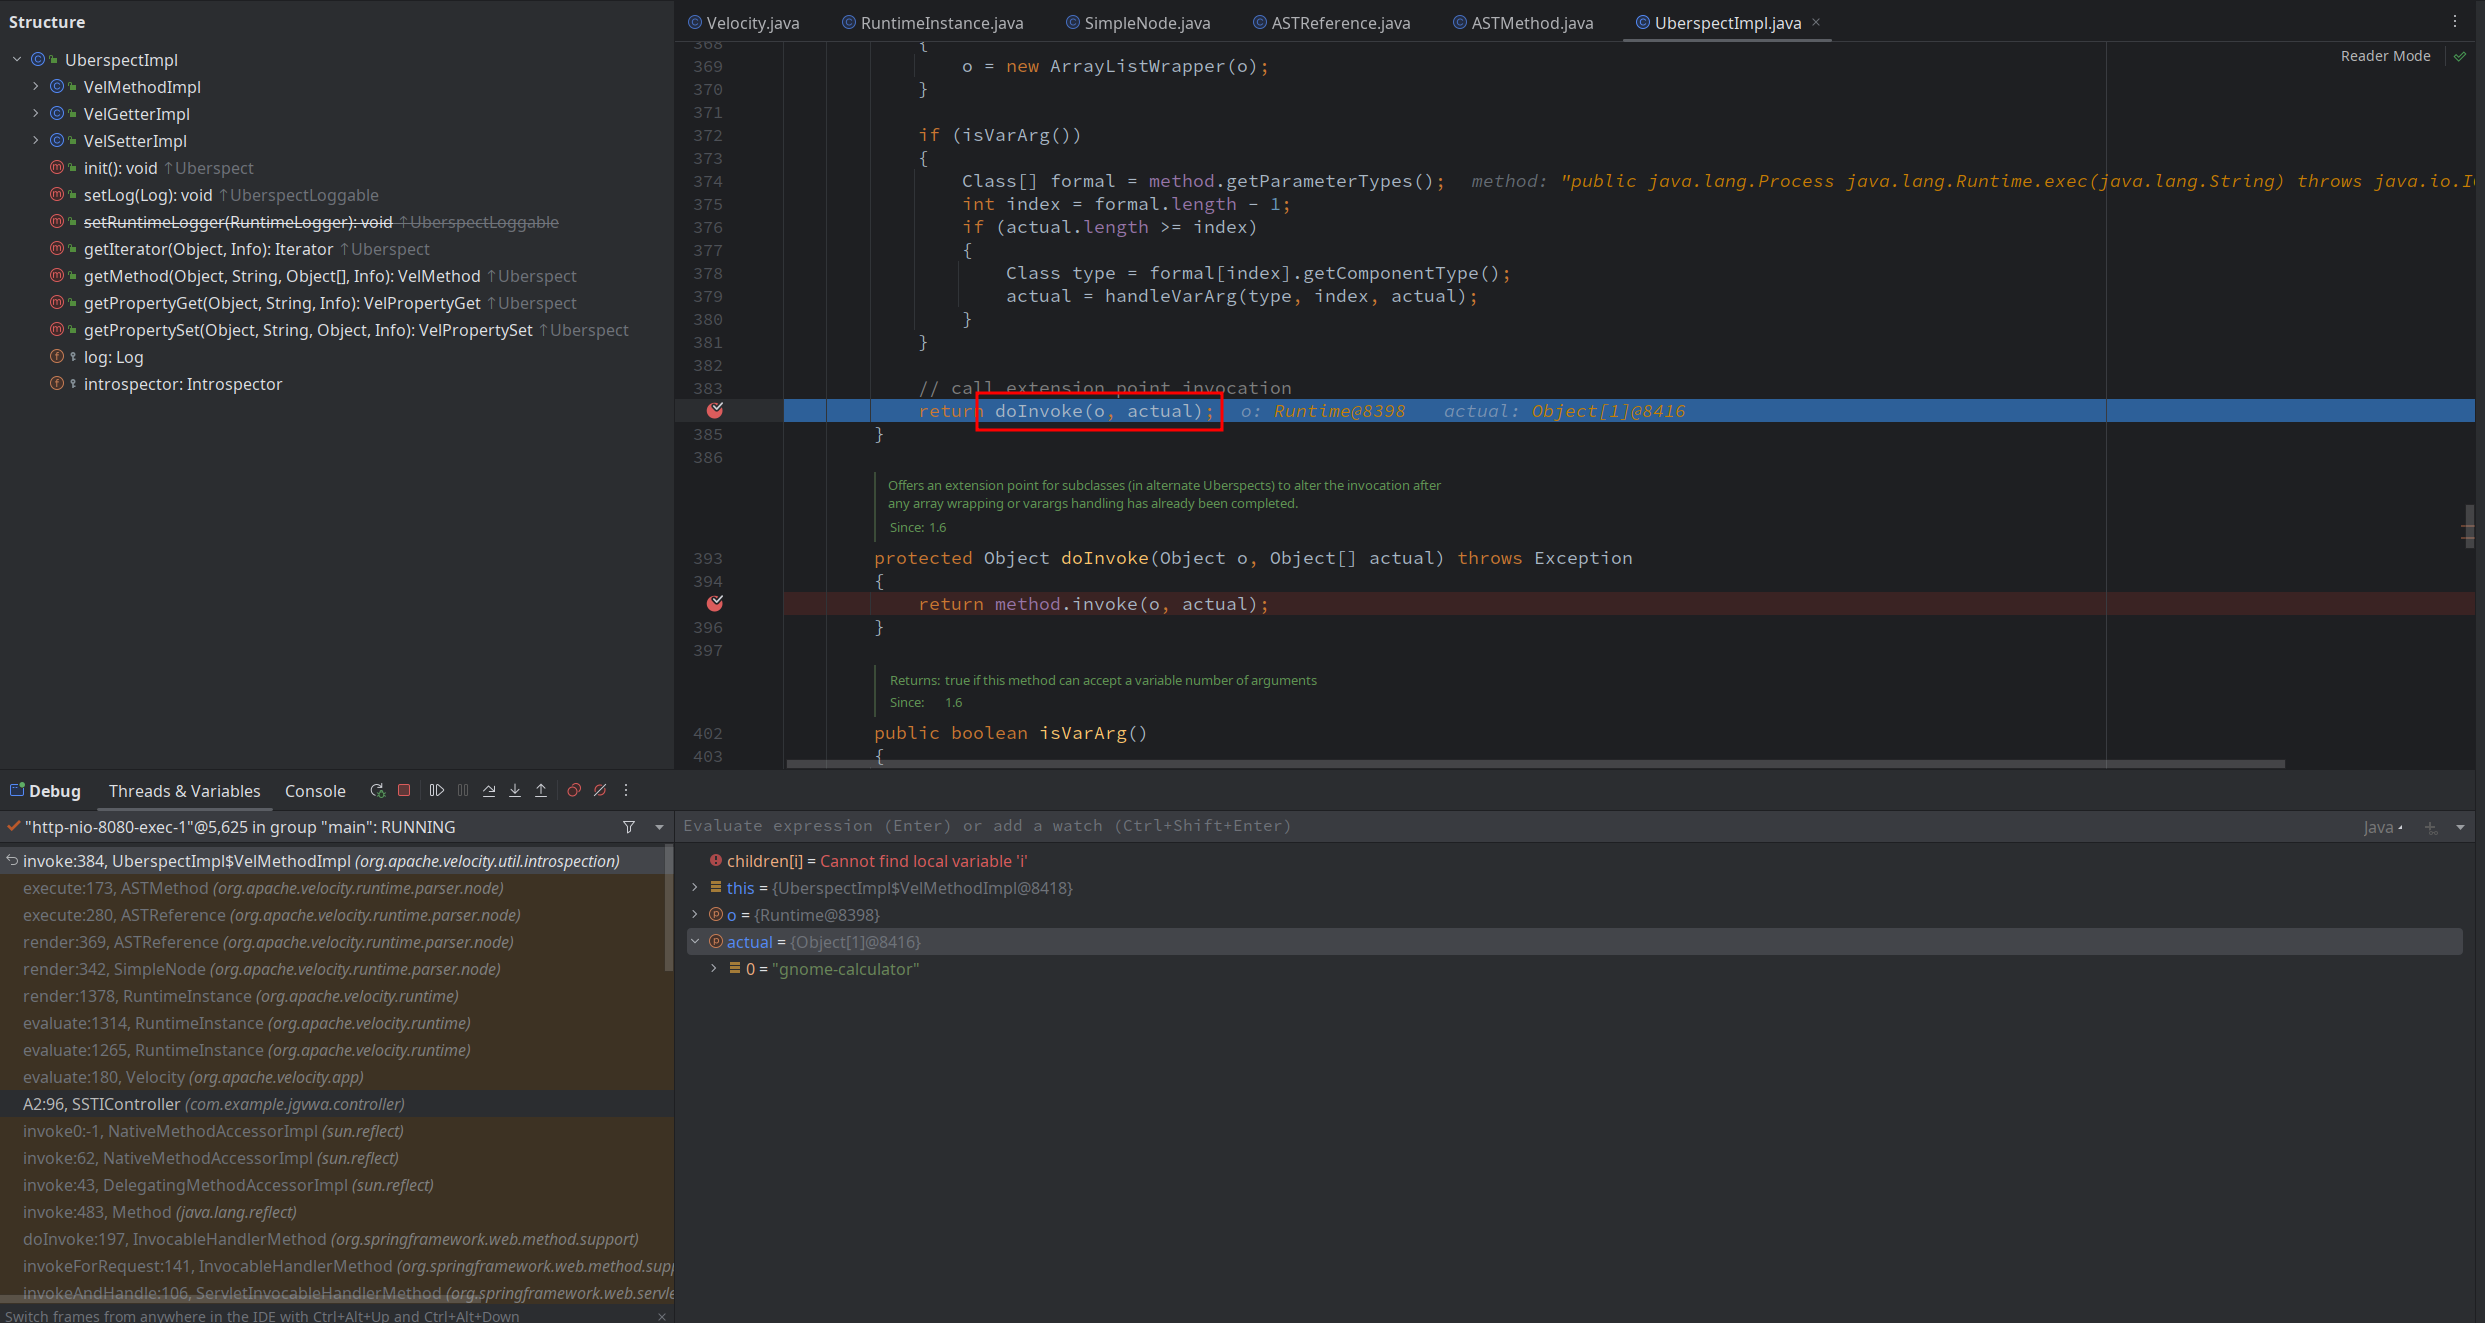 Structure
UberspectImpl
VelMethodImpl
VelGetterImpl
VelSetterImpl
init(): void ↑Uberspect
setLog(Log): void ↑UberspectLoggable
setRuntimeLogger(RuntimeLogger): void ↑UberspectLoggable
getIterator(Object, Info): Iterator ↑Uberspect
getMethod(Object, String, Object[], Info): VelMethod ↑Uberspect
getPropertyGet(Object, String, Info): VelPropertyGet ↑Uberspect
getPropertySet(Object, String, Object, Info): VelPropertySet ↑Uberspect
log: Log
introspector: Introspector
Velocity.java RuntimeInstance.java SimpleNode.java ASTReference.java ASTMethod.java UberspectImpl.java
Reader Mode
368 {
369 o = new ArrayListWrapper(o);
370 }
371
372 if (isVarArg())
373 {
374 Class[] formal = method.getParameterTypes(); method: "public java.lang.Process java.lang.Runtime.exec(java.lang.String) throws java.io.I
375 int index = formal.length - 1;
376 if (actual.length >= index)
377 {
378 Class type = formal[index].getComponentType();
379 actual = handleVarArg(type, index, actual);
380 }
381 }
382
383 // call extension point invocation
return doInvoke(o, actual); o: Runtime@8398 actual: Object[1]@8416
385 }
386
Offers an extension point for subclasses (in alternate Uberspects) to alter the invocation after
any array wrapping or varargs handling has already been completed.
Since: 1.6
393 protected Object doInvoke(Object o, Object[] actual) throws Exception
394 {
return method.invoke(o, actual);
396 }
397
Returns: true if this method can accept a variable number of arguments
Since: 1.6
402 public boolean isVarArg()
403 {
Debug Threads & Variables Console
"http-nio-8080-exec-1"@5,625 in group "main": RUNNING
invoke:384, UberspectImpl$VelMethodImpl (org.apache.velocity.util.introspection)
execute:173, ASTMethod (org.apache.velocity.runtime.parser.node)
execute:280, ASTReference (org.apache.velocity.runtime.parser.node)
render:369, ASTReference (org.apache.velocity.runtime.parser.node)
render:342, SimpleNode (org.apache.velocity.runtime.parser.node)
render:1378, RuntimeInstance (org.apache.velocity.runtime)
evaluate:1314, RuntimeInstance (org.apache.velocity.runtime)
evaluate:1265, RuntimeInstance (org.apache.velocity.runtime)
evaluate:180, Velocity (org.apache.velocity.app)
A2:96, SSTIController (com.example.jgvwa.controller)
invoke0:-1, NativeMethodAccessorImpl (sun.reflect)
invoke:62, NativeMethodAccessorImpl (sun.reflect)
invoke:43, DelegatingMethodAccessorImpl (sun.reflect)
invoke:483, Method (java.lang.reflect)
doInvoke:197, InvocableHandlerMethod (org.springframework.web.method.support)
invokeForRequest:141, InvocableHandlerMethod (org.springframework.web.method.supp
invokeAndHandle:106, ServletInvocableHandlerMethod (org.springframework.web.servle
Switch frames from anywhere in the IDE with Ctrl+Alt+Up and Ctrl+Alt+Down
Evaluate expression (Enter) or add a watch (Ctrl+Shift+Enter)
Java
children[i] = Cannot find local variable 'i'
this = {UberspectImpl$VelMethodImpl@8418}
o = {Runtime@8398}
actual = {Object[1]@8416}
0 = "gnome-calculator"